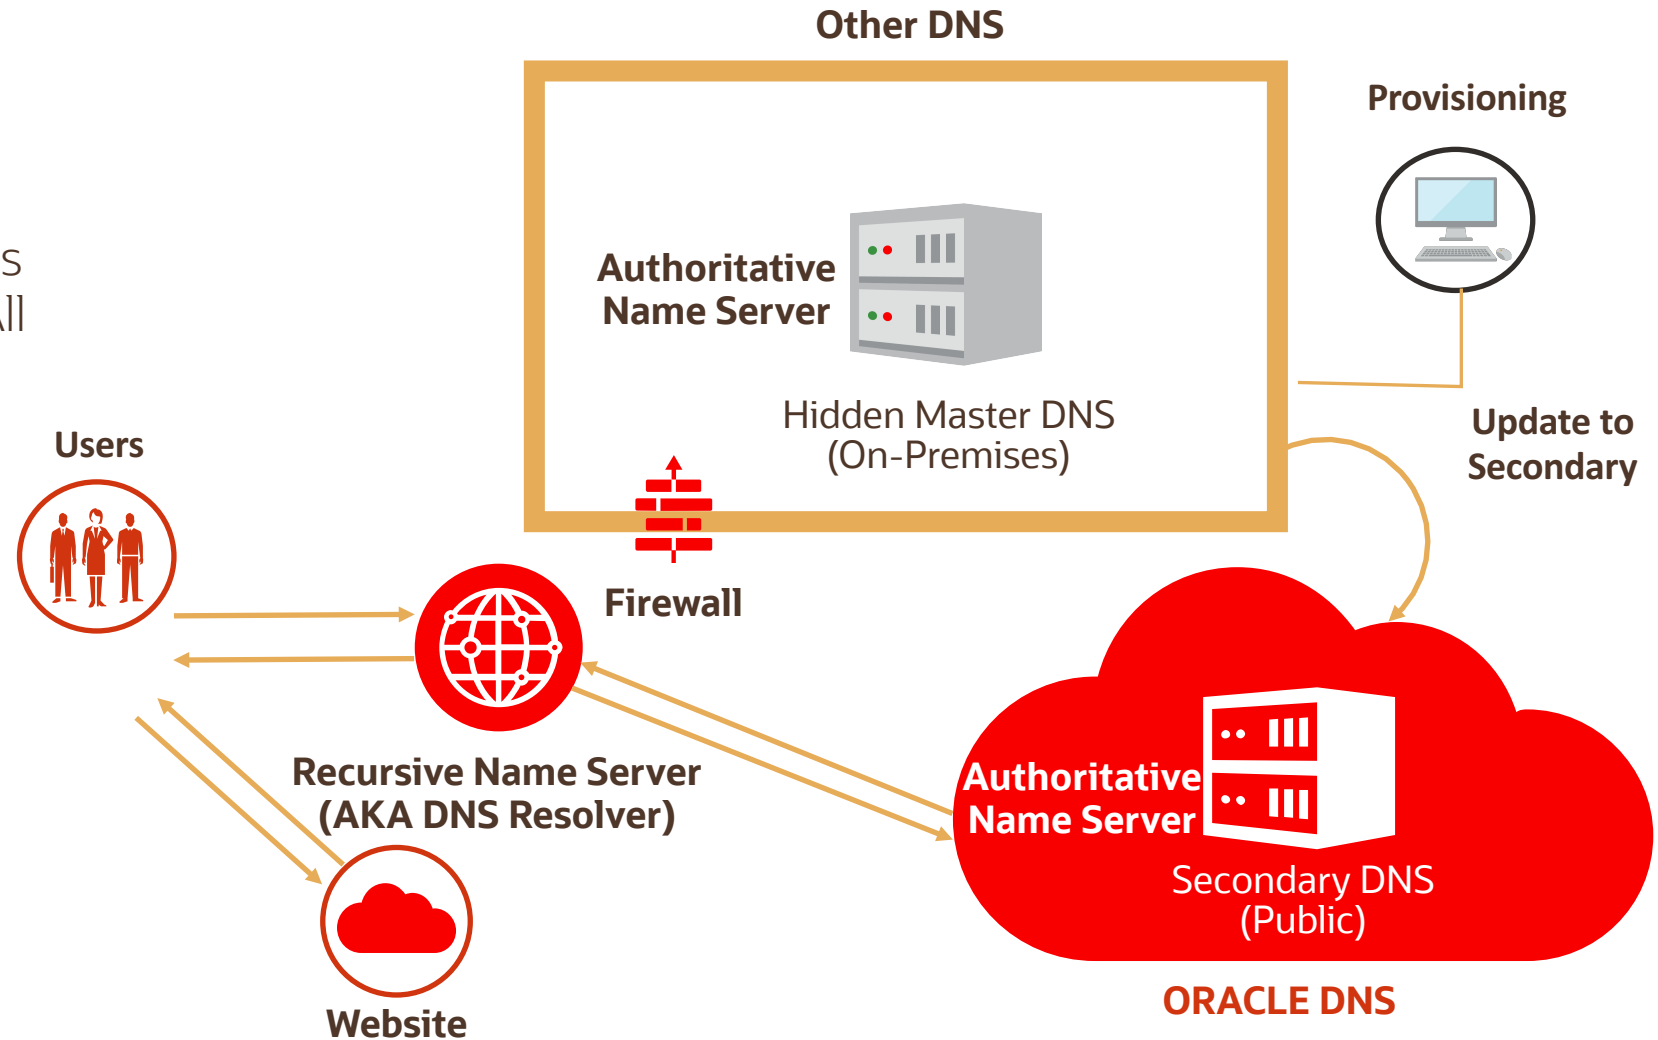 Other DNS
Provisioning
Authoritative
Name Server
s
All
Hidden Master DNS
(On-Premises)
Update to
Secondary
Users
Firewall
Recursive Name Server
(AKA DNS Resolver)
Authoritative
Name Server
Secondary DNS
(Public)
ORACLE DNS
Website